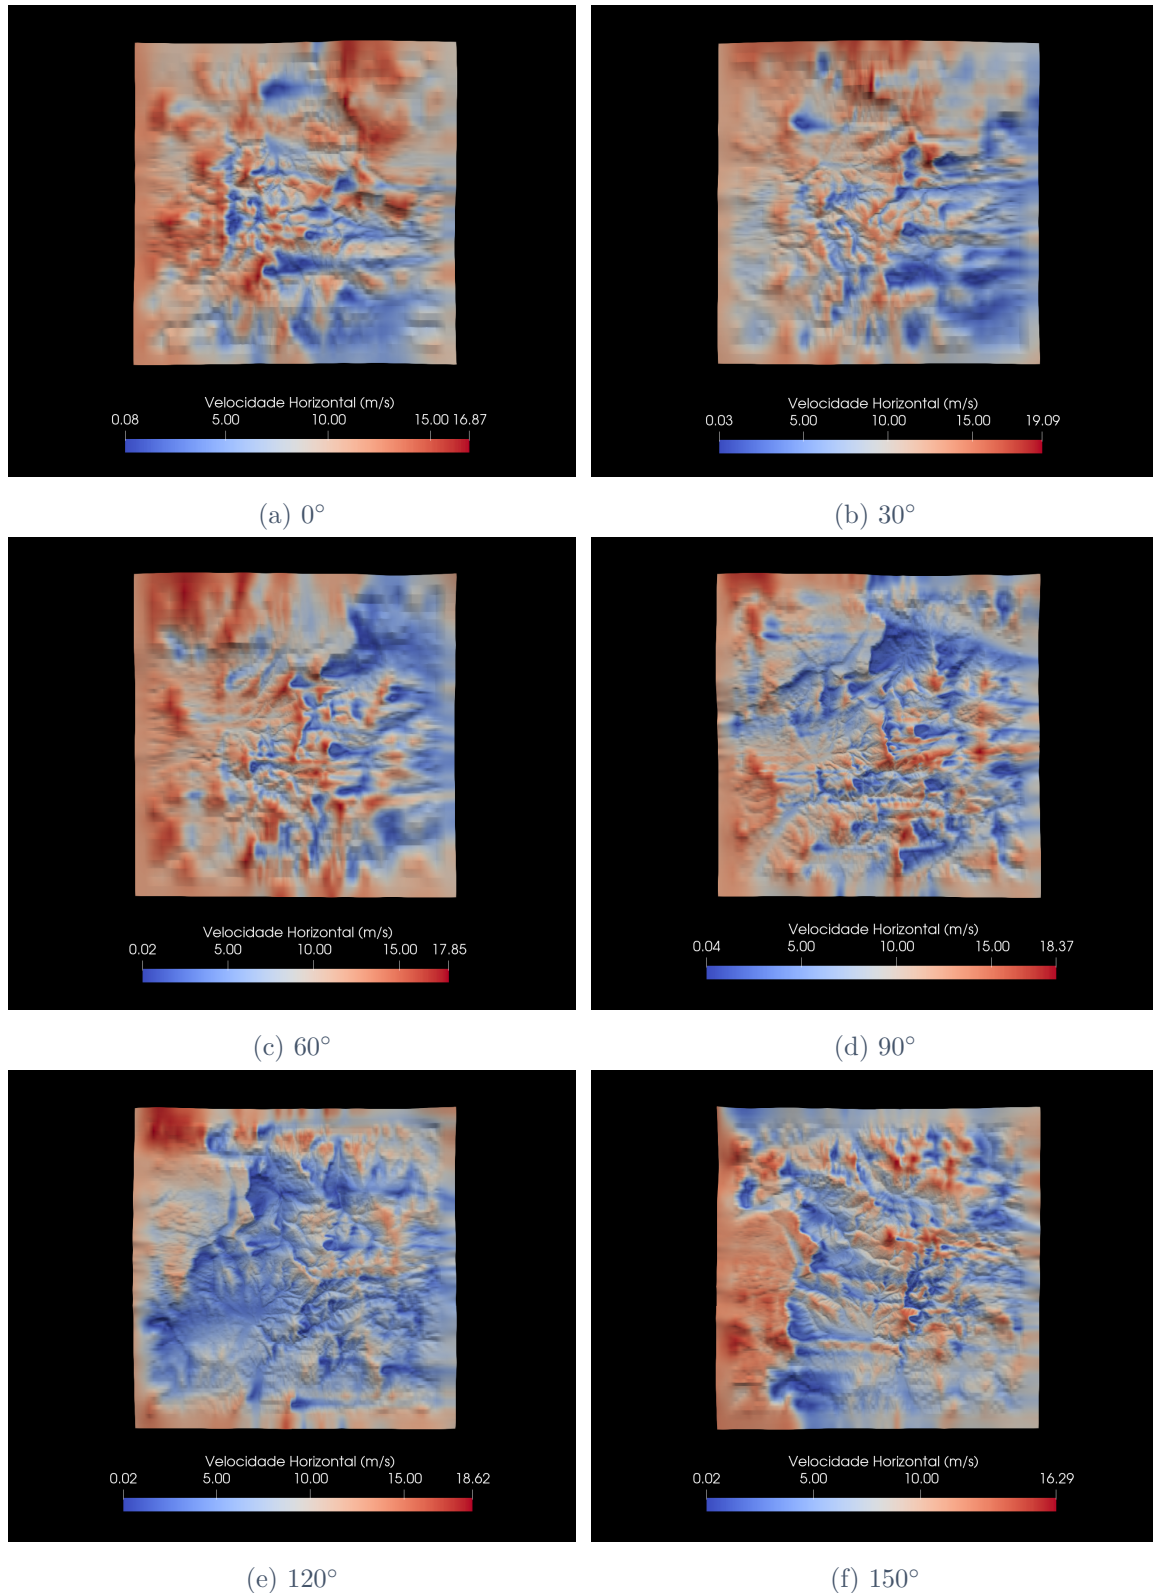 Velocidade Horizontal (m/s)
0.08 5.00 10.00 15.00 16.87
(a) 0°
Velocidade Horizontal (m/s)
0.03 5.00 10.00 15.00 19.09
(b) 30°
Velocidade Horizontal (m/s)
0.02 5.00 10.00 15.00 17.85
(c) 60°
Velocidade Horizontal (m/s)
0.04 5.00 10.00 15.00 18.37
(d) 90°
Velocidade Horizontal (m/s)
0.02 5.00 10.00 15.00 18.62
(e) 120°
Velocidade Horizontal (m/s)
0.02 5.00 10.00 16.29
(f) 150°